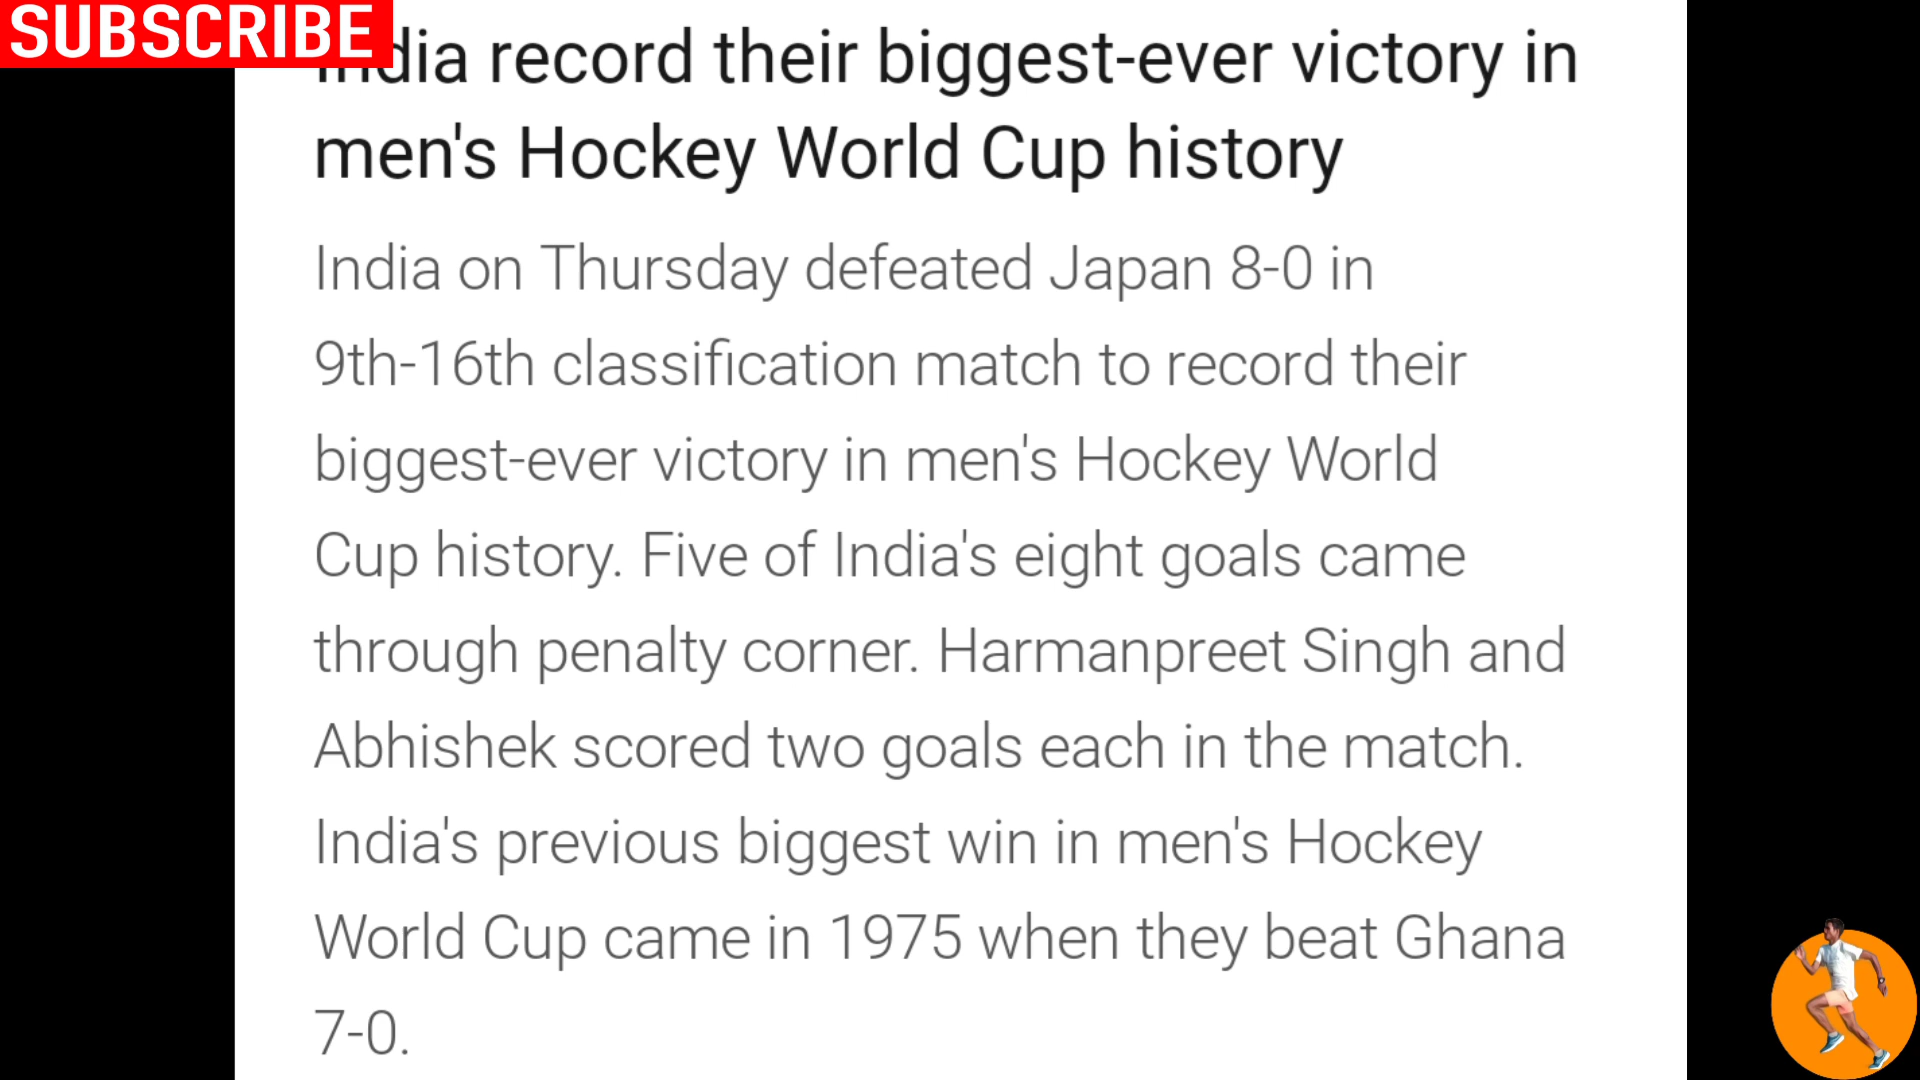 SUBSCRIBE
India record their biggest-ever victory in
men's Hockey World Cup history
India on Thursday defeated Japan 8-0 in
9th-16th classification match to record their
biggest-ever victory in men's Hockey World
Cup history. Five of India's eight goals came
through penalty corner. Harmanpreet Singh and
Abhishek scored two goals each in the match.
India's previous biggest win in men's Hockey
World Cup came in 1975 when they beat Ghana
7-0.